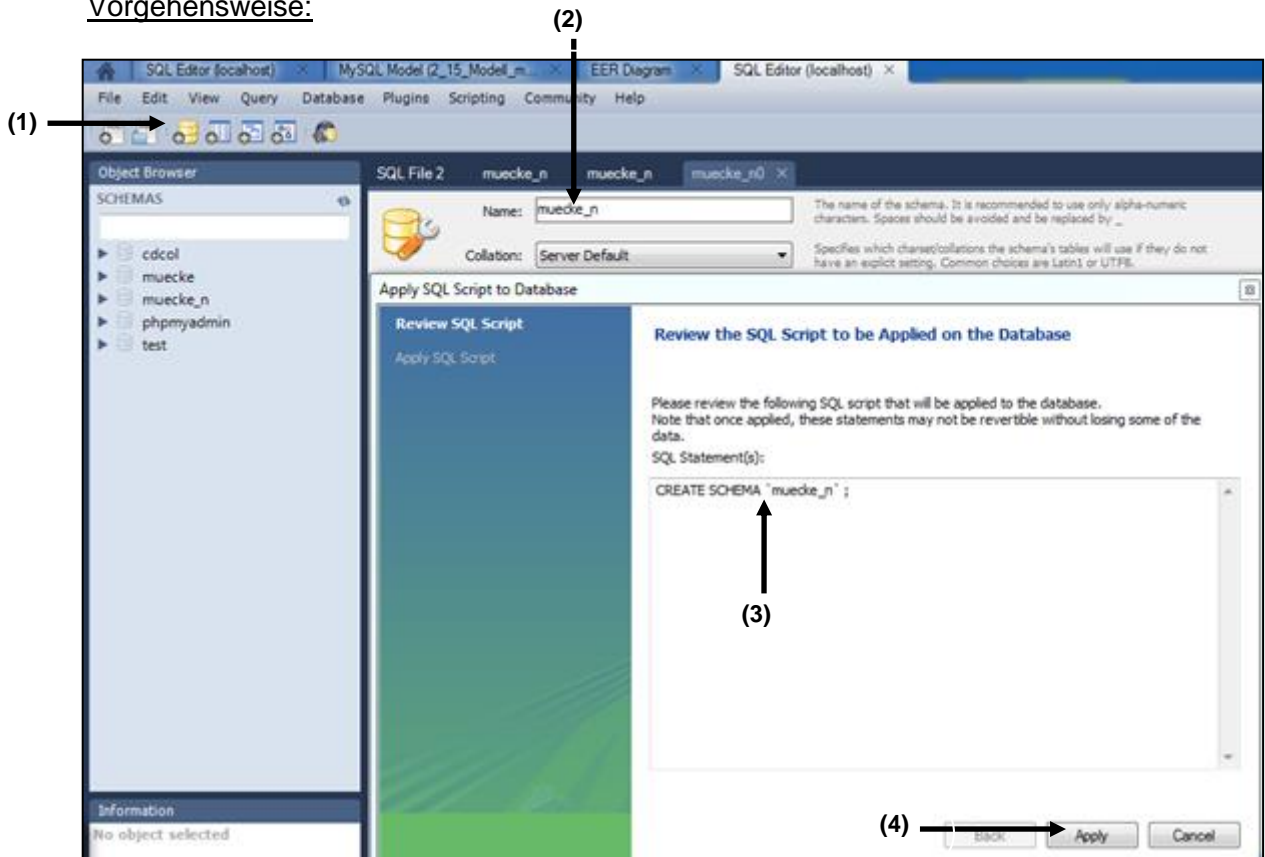 Vorgehensweise:
(2)
SQL Editor (localhost) × MySQL Model (2_15_Modell_m... × EER Diagram × SQL Editor (localhost) ×
File Edit View Query Database Plugins Scripting Community Help
(1)
Object Browser
SCHEMAS
cdcol
muecke
muecke_n
phpmyadmin
test
SQL File 2 muecke_n muecke_n muecke_n0 ×
Name: muecke_n
The name of the schema. It is recommended to use only alpha-numeric
characters. Spaces should be avoided and be replaced by _
Collation: Server Default
Specifies which charset/collations the schema's tables will use if they do not
have an explicit setting. Common choices are Latin1 or UTF8.
Apply SQL Script to Database
Review SQL Script
Apply SQL Script
Review the SQL Script to be Applied on the Database
Please review the following SQL script that will be applied to the database.
Note that once applied, these statements may not be revertible without losing some of the
data.
SQL Statement(s):
CREATE SCHEMA `muecke_n` ;
(3)
(4)
Back Apply Cancel
Information
No object selected